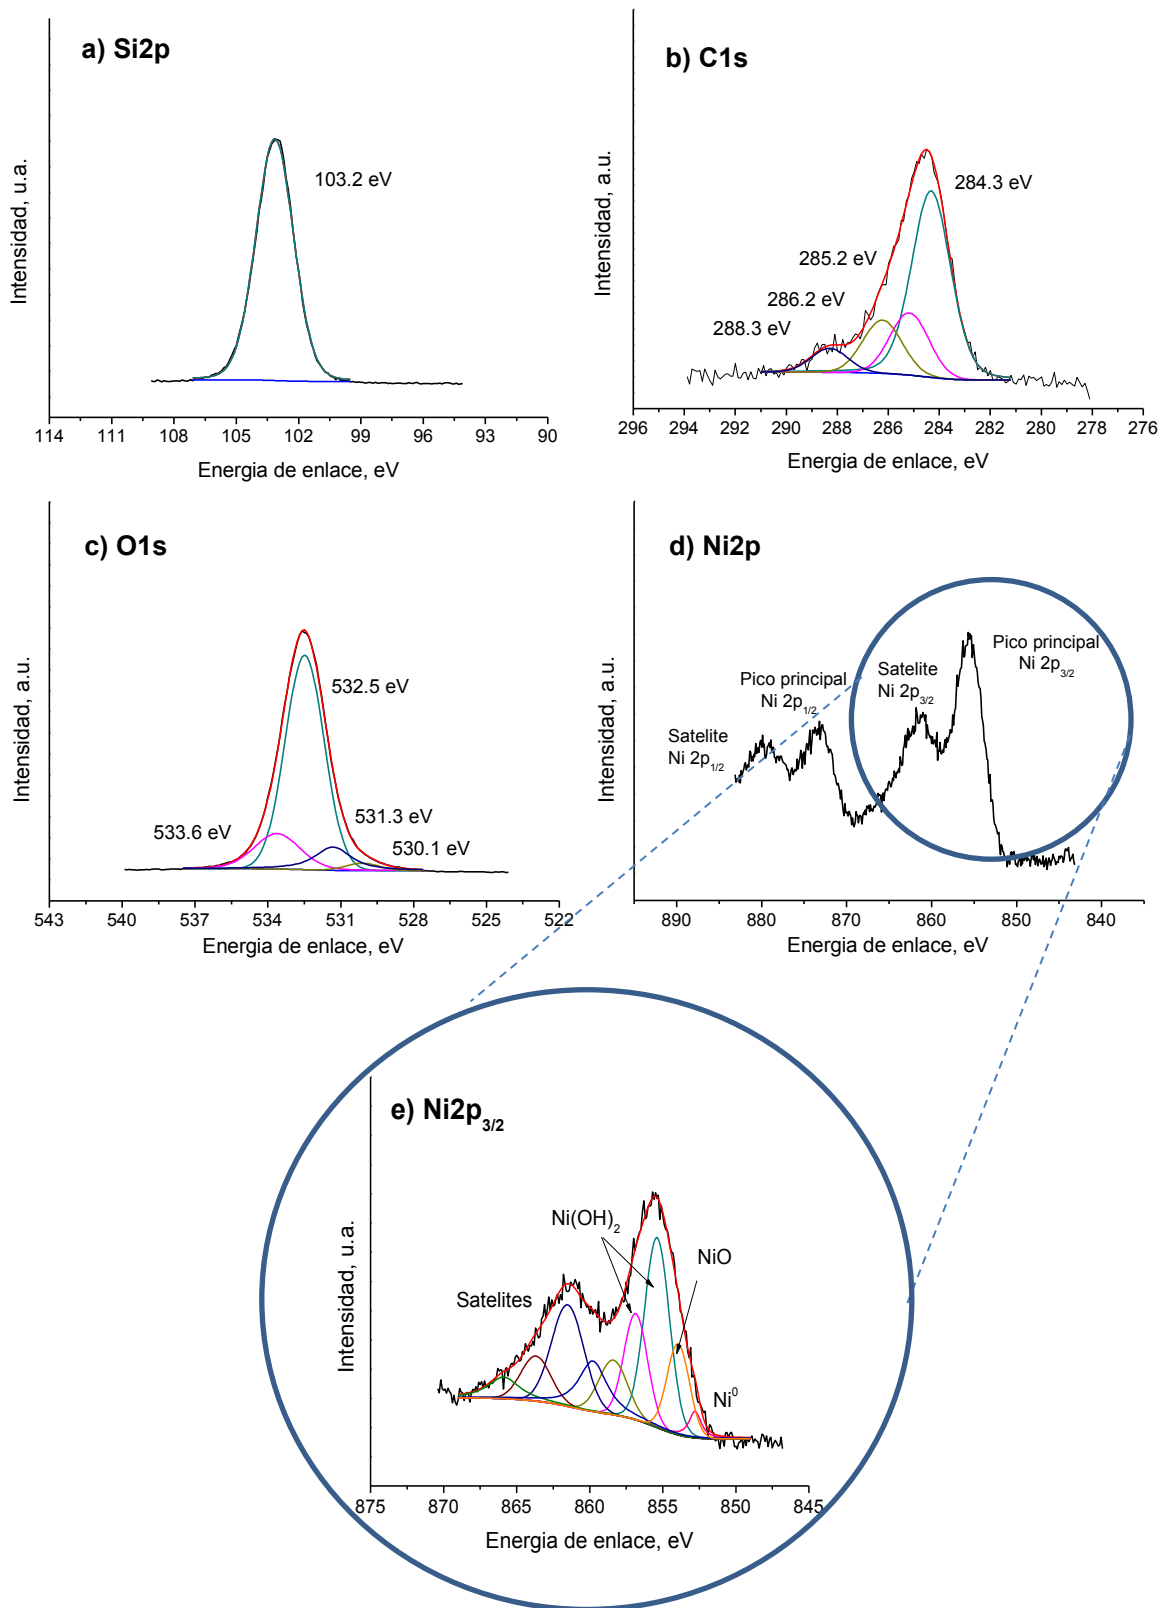 a) Si2p
103.2 eV
Intensidad, u.a.
114 111 108 105 102 99 96 93 90
Energia de enlace, eV
b) C1s
284.3 eV
285.2 eV
286.2 eV
288.3 eV
Intensidad, a.u.
296 294 292 290 288 286 284 282 280 278 276
Energia de enlace, eV
c) O1s
532.5 eV
531.3 eV
533.6 eV
530.1 eV
Intensidad, a.u.
543 540 537 534 531 528 525 522
Energia de enlace, eV
d) Ni2p
Pico principal
Ni 2p3/2
Satelite
Ni 2p3/2
Pico principal
Ni 2p1/2
Satelite
Ni 2p1/2
Intensidad, a.u.
890 880 870 860 850 840
Energia de enlace, eV
e) Ni2p3/2
Ni(OH)2
NiO
Satelites
Ni0
Intensidad, u.a.
875 870 865 860 855 850 845
Energia de enlace, eV